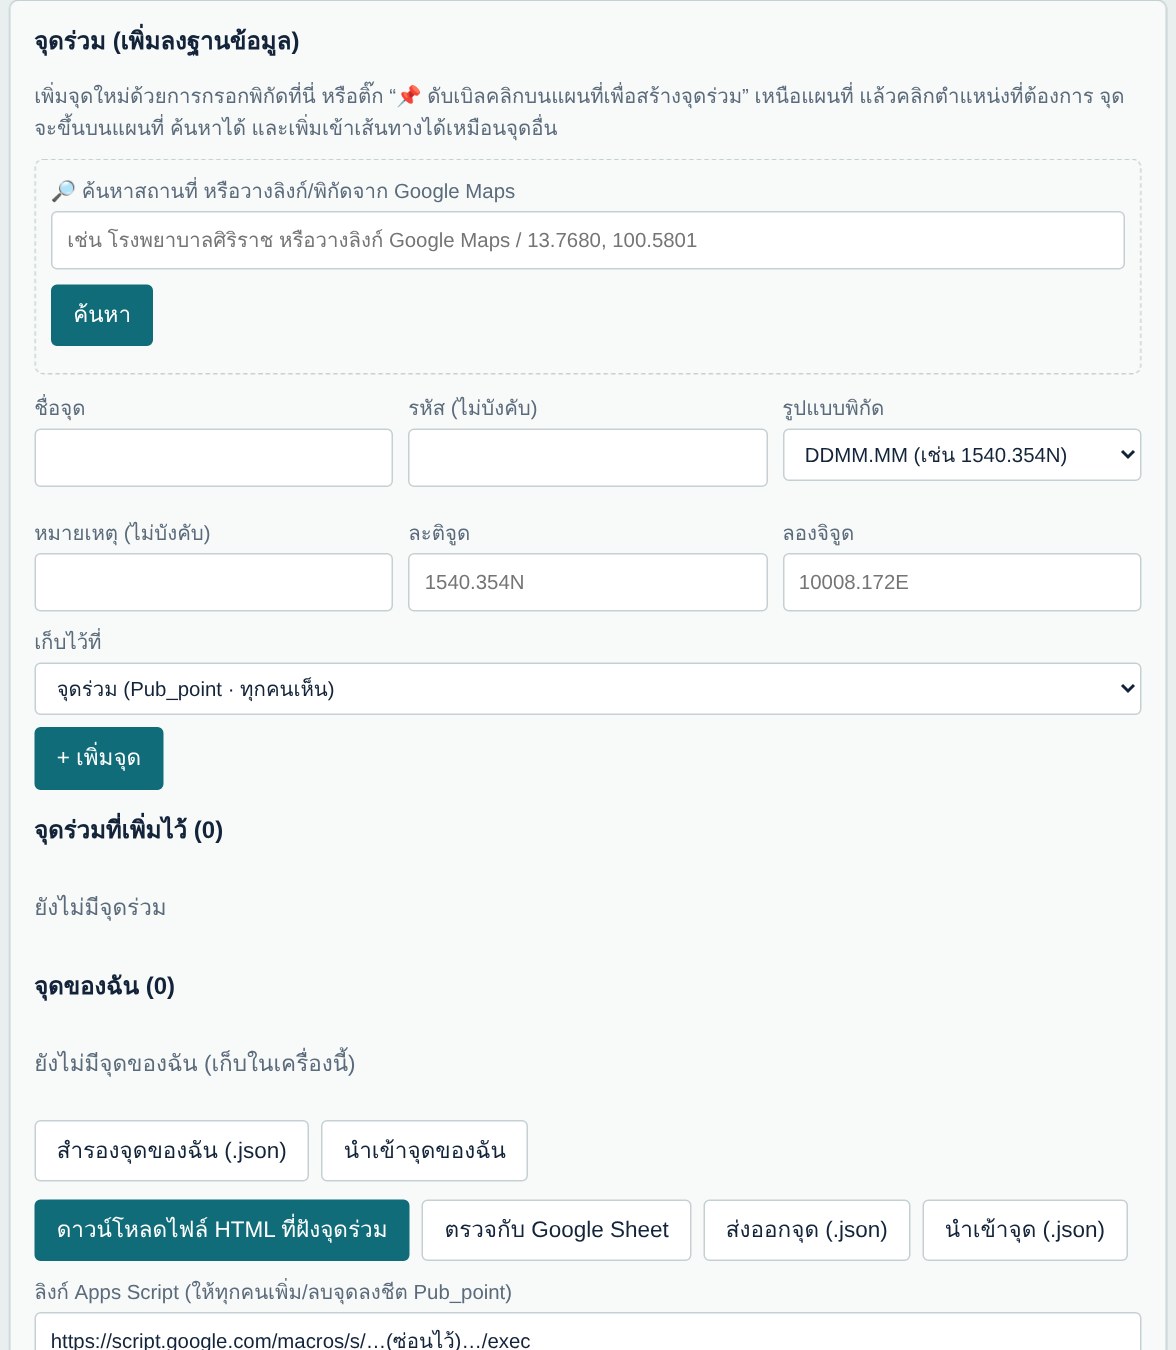 จุดร่วม (เพิ่มลงฐานข้อมูล)
เพิ่มจุดใหม่ด้วยการกรอกพิกัดที่นี่ หรือติ๊ก “📌 ดับเบิลคลิกบนแผนที่เพื่อสร้างจุดร่วม” เหนือแผนที่ แล้วคลิกตำแหน่งที่ต้องการ จุด
จะขึ้นบนแผนที่ ค้นหาได้ และเพิ่มเข้าเส้นทางได้เหมือนจุดอื่น
🔎 ค้นหาสถานที่ หรือวางลิงก์/พิกัดจาก Google Maps
เช่น โรงพยาบาลศิริราช หรือวางลิงก์ Google Maps / 13.7680, 100.5801
ค้นหา
ชื่อจุด
รหัส (ไม่บังคับ)
รูปแบบพิกัด
DDMM.MM (เช่น 1540.354N)
หมายเหตุ (ไม่บังคับ)
ละติจูด
ลองจิจูด
1540.354N
10008.172E
เก็บไว้ที่
จุดร่วม (Pub_point · ทุกคนเห็น)
+ เพิ่มจุด
จุดร่วมที่เพิ่มไว้ (0)
ยังไม่มีจุดร่วม
จุดของฉัน (0)
ยังไม่มีจุดของฉัน (เก็บในเครื่องนี้)
สำรองจุดของฉัน (.json)
นำเข้าจุดของฉัน
ดาวน์โหลดไฟล์ HTML ที่ฝังจุดร่วม
ตรวจกับ Google Sheet
ส่งออกจุด (.json)
นำเข้าจุด (.json)
ลิงก์ Apps Script (ให้ทุกคนเพิ่ม/ลบจุดลงชีต Pub_point)
https://script.google.com/macros/s/…(ซ่อนไว้)…/exec